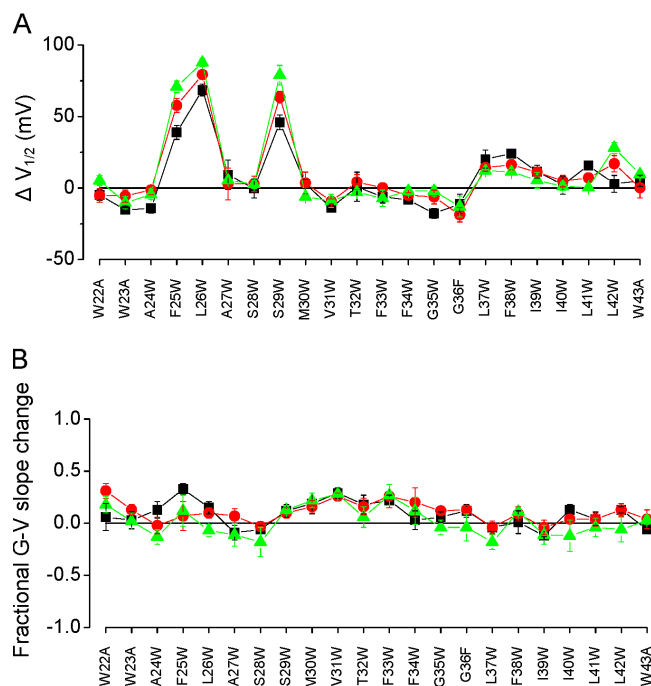 A
Δ V1/2 (mV)
100
50
0
-50
W22A W23A A24W F25W L26W A27W S28W S29W M30W V31W T32W F33W F34W G35W G36F L37W F38W I39W I40W L41W L42W W43A
B
Fractional G-V slope change
1.0
0.5
0.0
-0.5
-1.0
W22A W23A A24W F25W L26W A27W S28W S29W M30W V31W T32W F33W F34W G35W G36F L37W F38W I39W I40W L41W L42W W43A